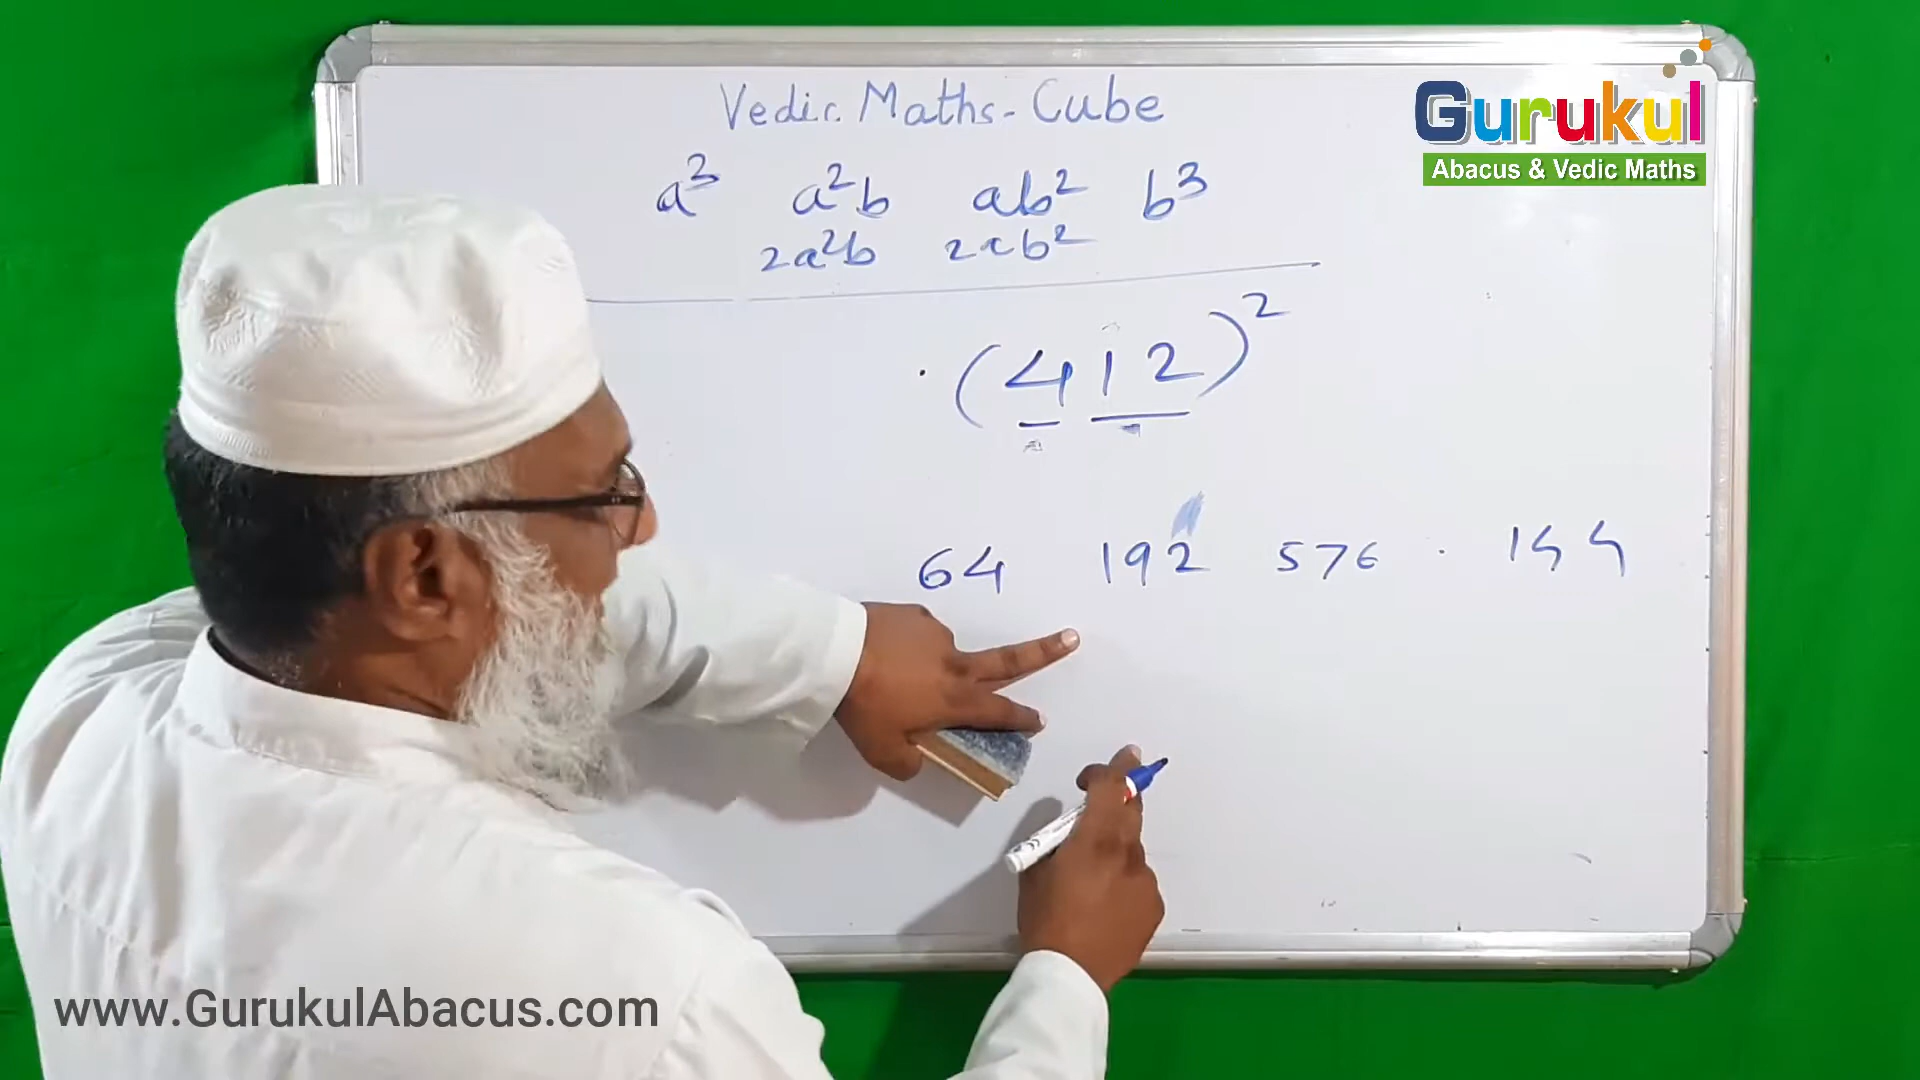 Vedic Maths - Cube
Gurukul
Abacus & Vedic Maths
a³ a²b ab² b³
2a²b 2ab²
(412)²
64 192 576 144
www.GurukulAbacus.com